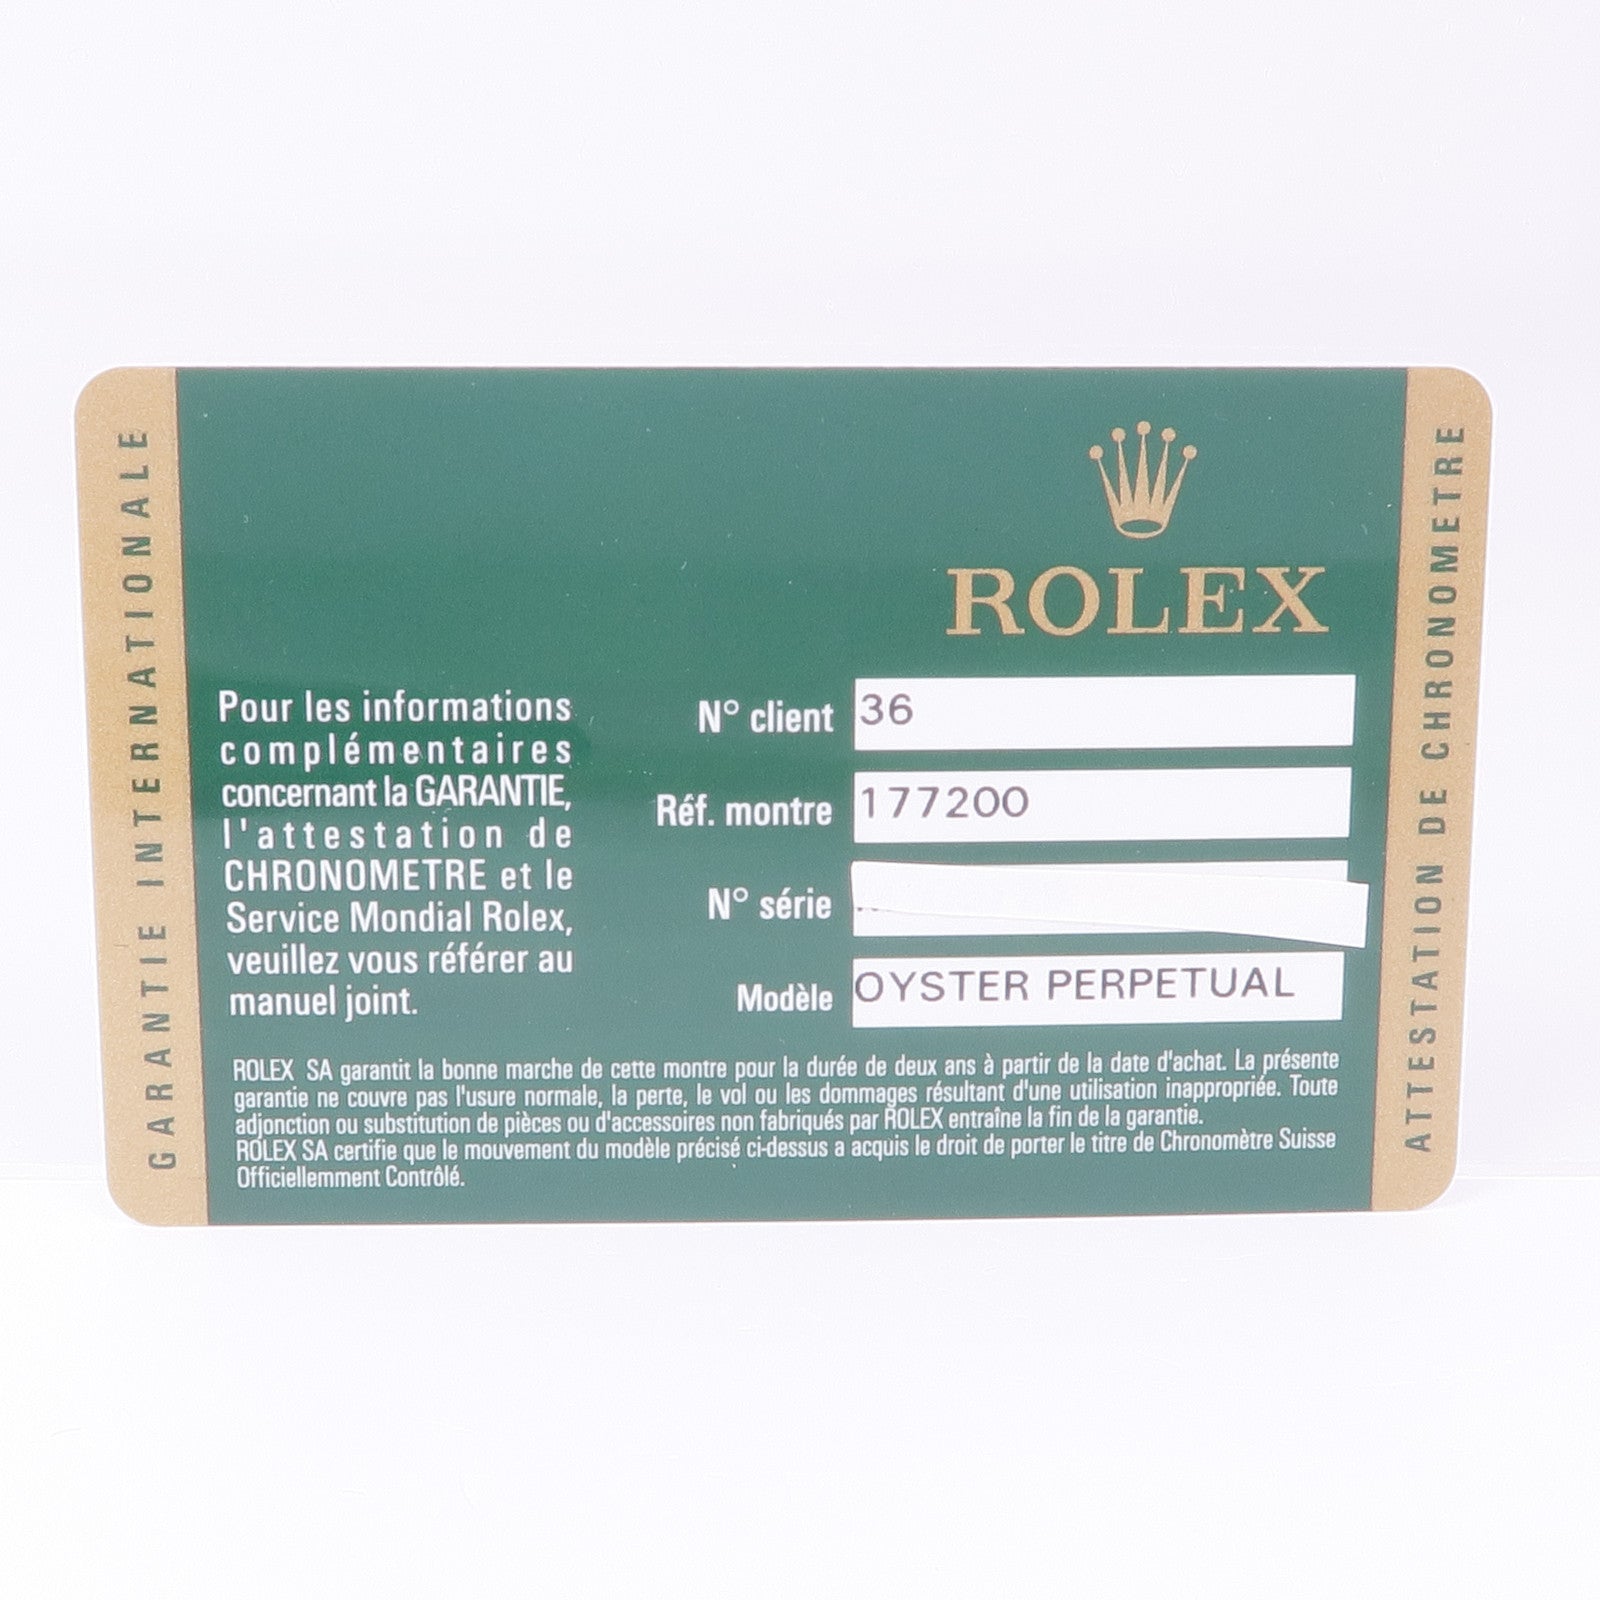 GARANTIE INTERNATIONALE
ROLEX
Pour les informations
complémentaires
concernant la GARANTIE,
l'attestation de
CHRONOMETRE et le
Service Mondial Rolex,
veuillez vous référer au
manuel joint.
N° client 36
Réf. montre 177200
N° série
Modèle OYSTER PERPETUAL
ROLEX SA garantit la bonne marche de cette montre pour la durée de deux ans à partir de la date d'achat. La présente
garantie ne couvre pas l'usure normale, la perte, le vol ou les dommages résultant d'une utilisation inappropriée. Toute
adjonction ou substitution de pièces ou d'accessoires non fabriqués par ROLEX entraîne la fin de la garantie.
ROLEX SA certifie que le mouvement du modèle précisé ci-dessus a acquis le droit de porter le titre de Chronomètre Suisse
Officiellemment Contrôlé.
ATTESTATION DE CHRONOMETRE